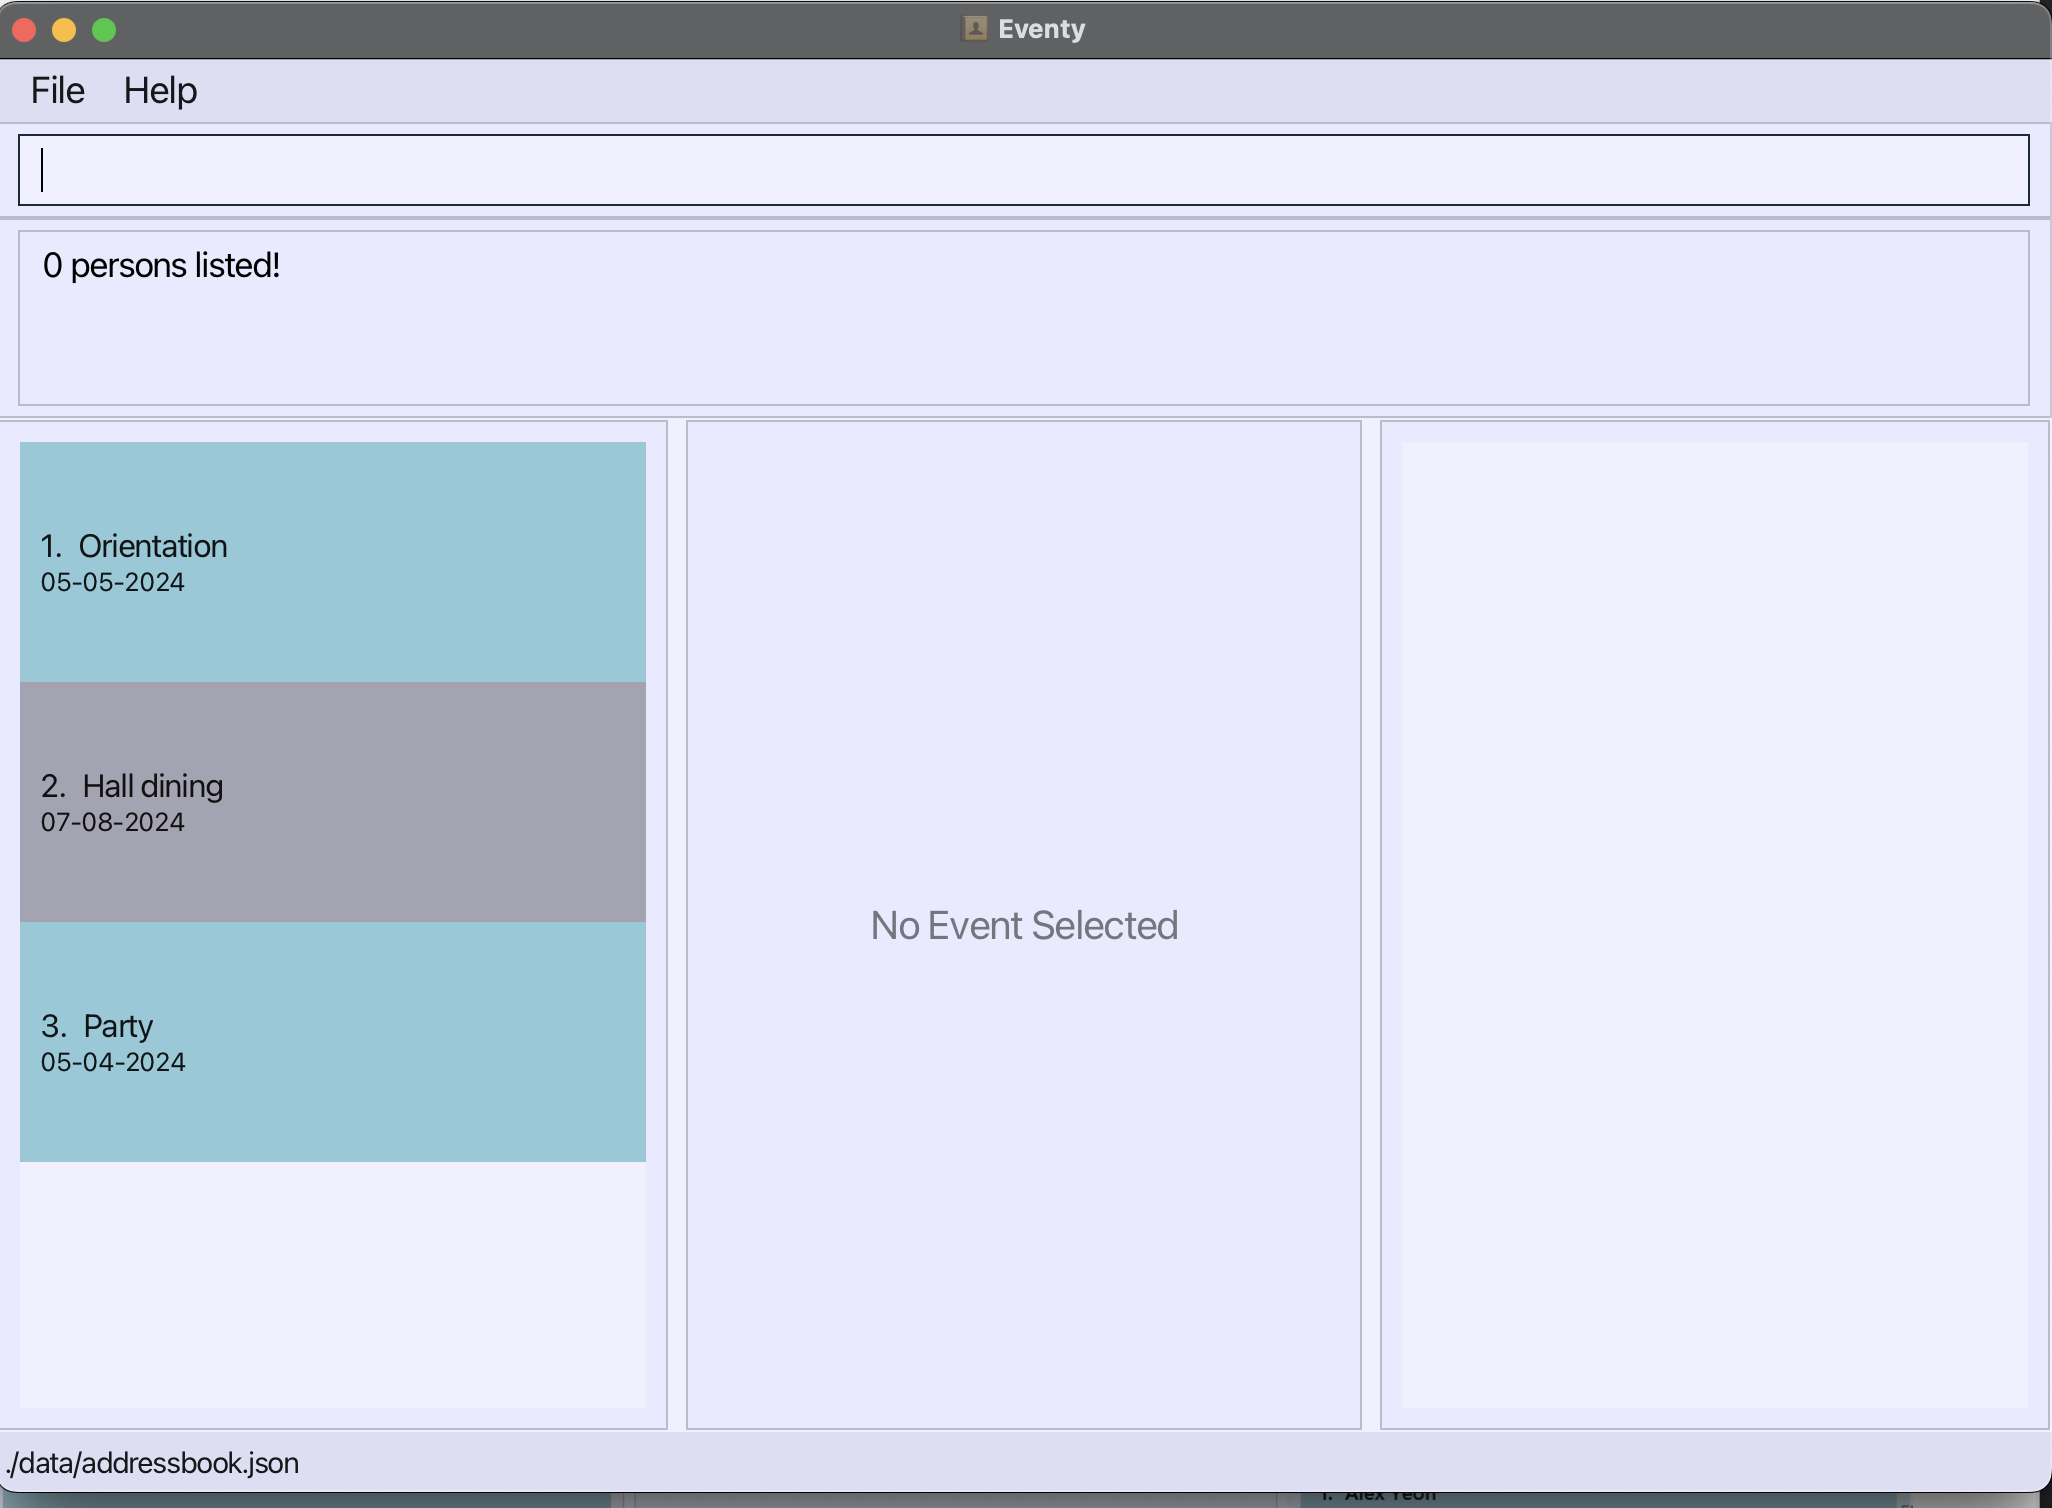 Eventy
File Help
0 persons listed!
1. Orientation
05-05-2024
2. Hall dining
07-08-2024
3. Party
05-04-2024
No Event Selected
./data/addressbook.json
1. Alex Yeoh